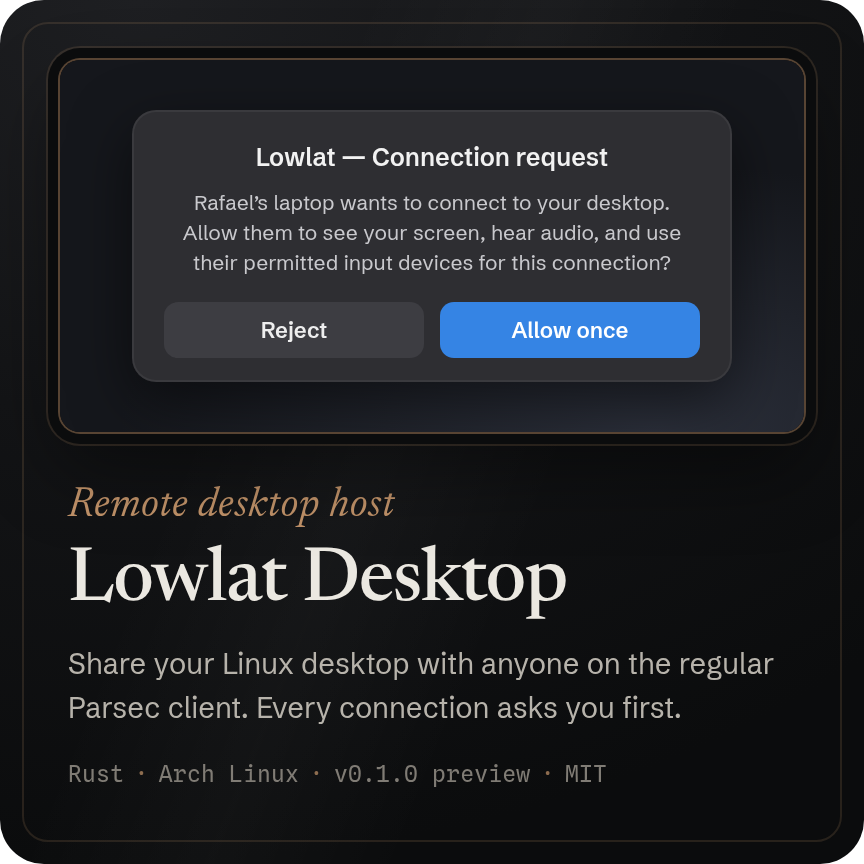 Lowlat — Connection request
Rafael’s laptop wants to connect to your desktop.
Allow them to see your screen, hear audio, and use
their permitted input devices for this connection?
Reject
Allow once
Remote desktop host
Lowlat Desktop
Share your Linux desktop with anyone on the regular
Parsec client. Every connection asks you first.
Rust · Arch Linux · v0.1.0 preview · MIT